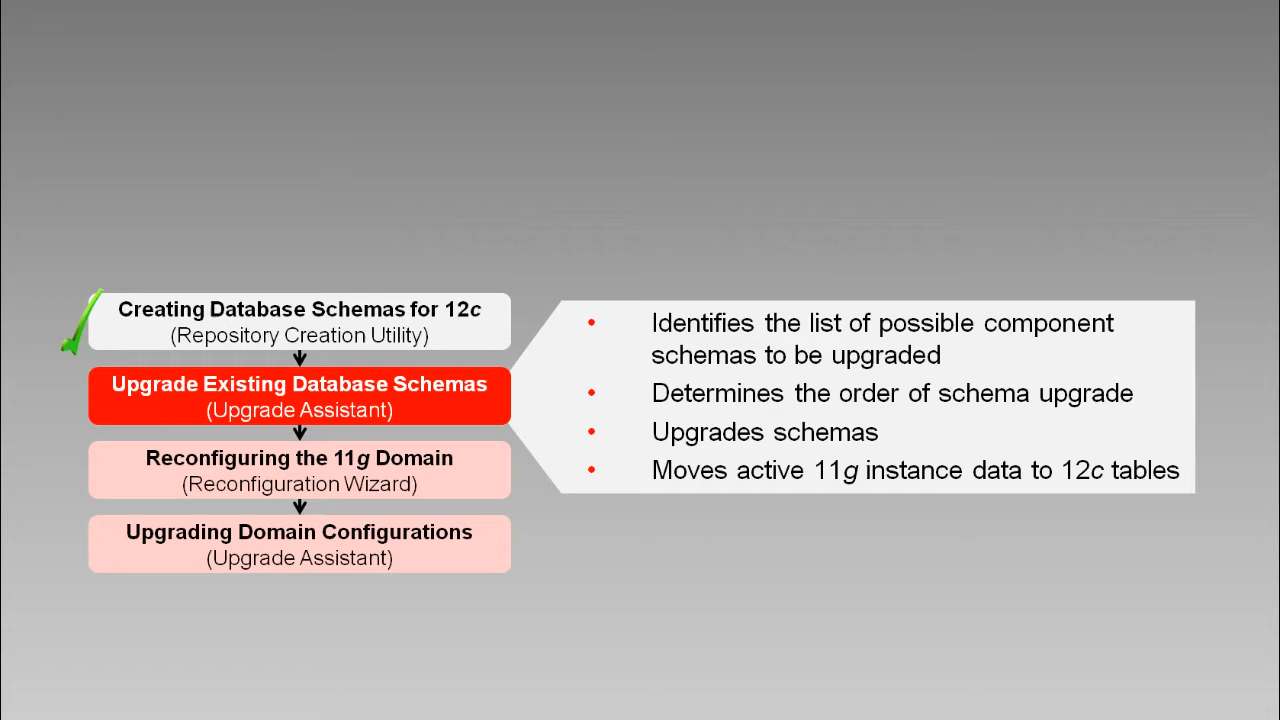 Creating Database Schemas for 12c
(Repository Creation Utility)
Upgrade Existing Database Schemas
(Upgrade Assistant)
Reconfiguring the 11g Domain
(Reconfiguration Wizard)
Upgrading Domain Configurations
(Upgrade Assistant)
• Identifies the list of possible component
schemas to be upgraded
• Determines the order of schema upgrade
• Upgrades schemas
• Moves active 11g instance data to 12c tables